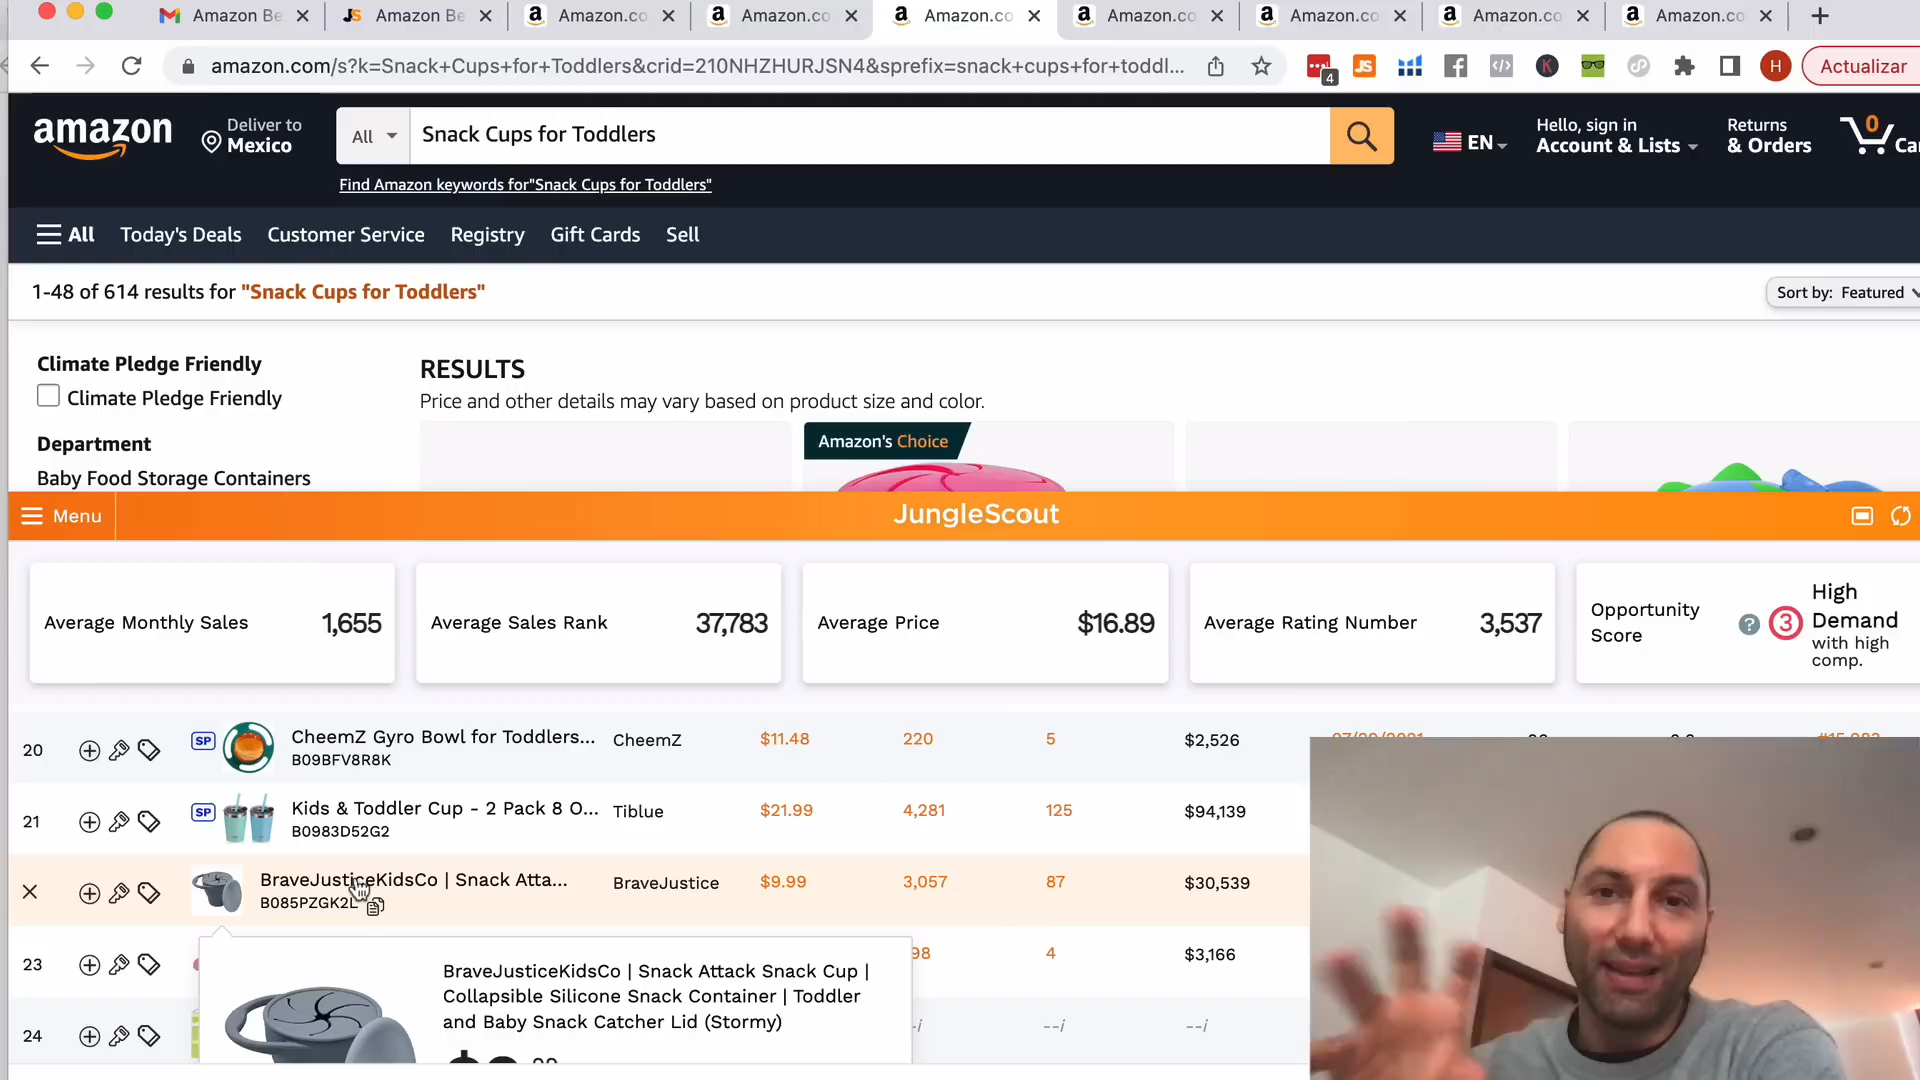 Amazon Be
Amazon Be
Amazon.co
Amazon.co
Amazon.co
Amazon.co
Amazon.co
Amazon.co
Amazon.co
amazon.com/s?k=Snack+Cups+for+Toddlers&crid=210NHZHURJSN4&sprefix=snack+cups+for+toddl...
4
JS
K
H
Actualizar
amazon
Deliver to
Mexico
All
Snack Cups for Toddlers
EN
Hello, sign in
Account & Lists
Returns
& Orders
0
Ca
Find Amazon keywords for"Snack Cups for Toddlers"
All
Today's Deals
Customer Service
Registry
Gift Cards
Sell
1-48 of 614 results for "Snack Cups for Toddlers"
Sort by: Featured
Climate Pledge Friendly
Climate Pledge Friendly
Department
Baby Food Storage Containers
RESULTS
Price and other details may vary based on product size and color.
Amazon's Choice
Menu
JungleScout
Average Monthly Sales 1,655
Average Sales Rank 37,783
Average Price $16.89
Average Rating Number 3,537
Opportunity
Score
?
3
High
Demand
with high
comp.
20 SP CheemZ Gyro Bowl for Toddlers... CheemZ $11.48 220 5 $2,526
B09BFV8R8K
21 SP Kids & Toddler Cup - 2 Pack 8 O... Tiblue $21.99 4,281 125 $94,139
B0983D52G2
BraveJusticeKidsCo | Snack Atta... BraveJustice $9.99 3,057 87 $30,539
B085PZGK2L
23 98 4 $3,166
BraveJusticeKidsCo | Snack Attack Snack Cup |
Collapsible Silicone Snack Container | Toddler
and Baby Snack Catcher Lid (Stormy)
24 -i --i --i